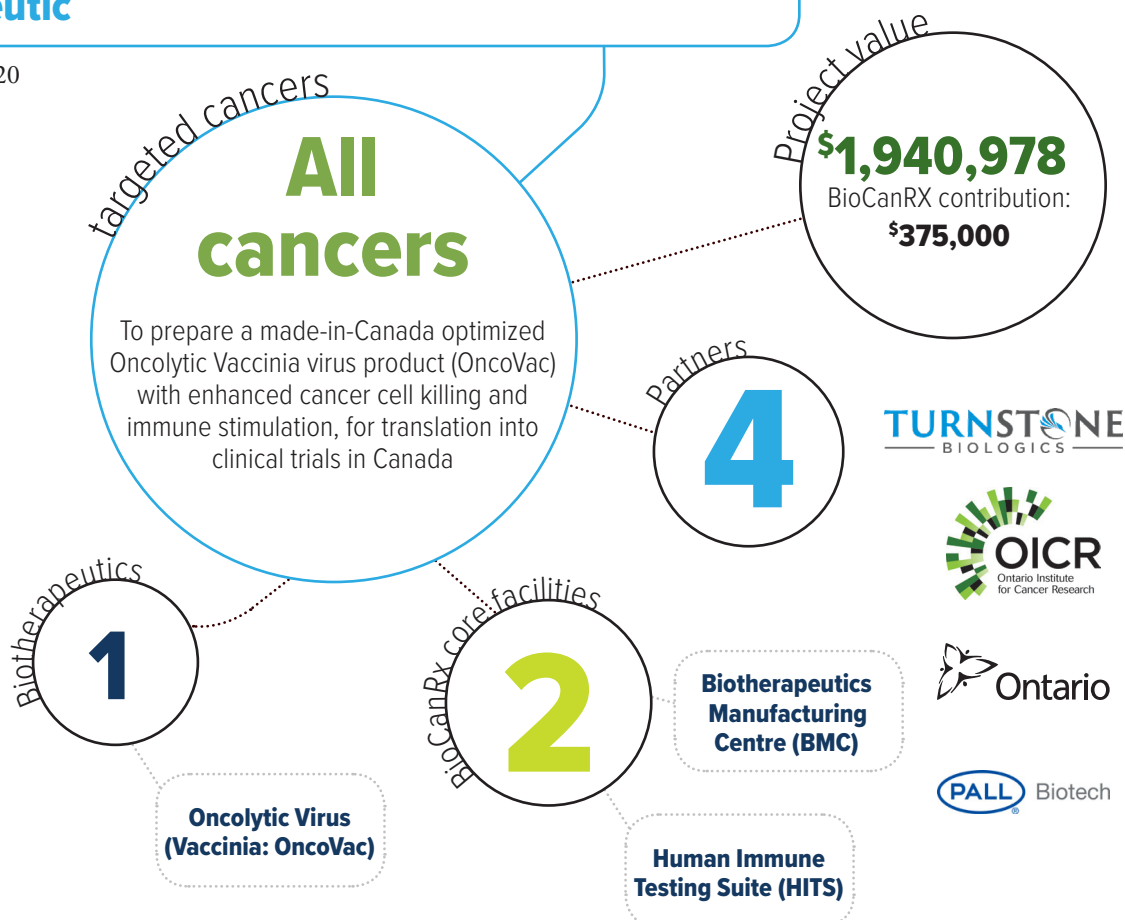 eutic
20
targeted cancers
All
cancers
To prepare a made-in-Canada optimized
Oncolytic Vaccinia virus product (OncoVac)
with enhanced cancer cell killing and
immune stimulation, for translation into
clinical trials in Canada
Project value
$1,940,978
BioCanRX contribution:
$375,000
Partners
4
TURNSTONE
BIOLOGICS
OICR
Ontario Institute
for Cancer Research
Ontario
PALL Biotech
Biotherapeutics
1
Oncolytic Virus
(Vaccinia: OncoVac)
BioCanRx core facilities
2
Biotherapeutics
Manufacturing
Centre (BMC)
Human Immune
Testing Suite (HITS)